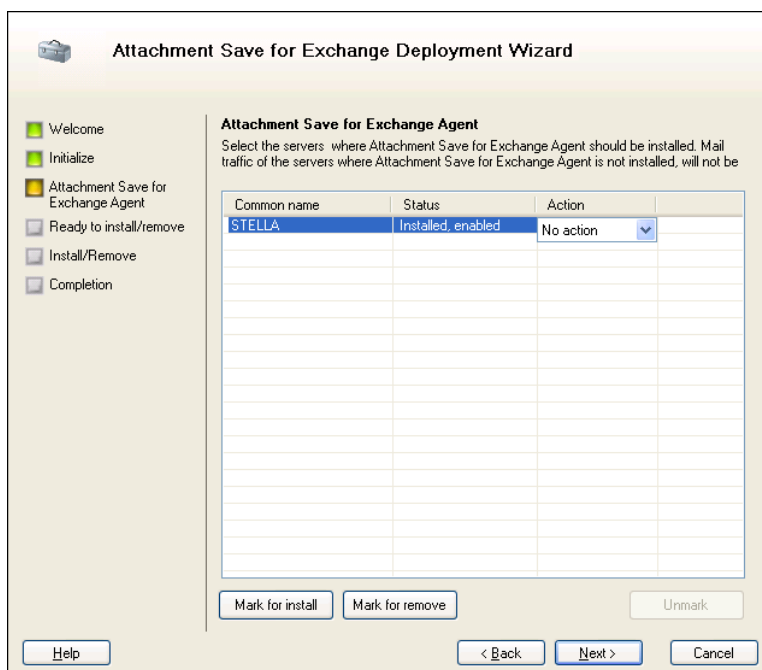 Attachment Save for Exchange Deployment Wizard
Welcome
Initialize
Attachment Save for
Exchange Agent
Ready to install/remove
Install/Remove
Completion
Attachment Save for Exchange Agent
Select the servers where Attachment Save for Exchange Agent should be installed. Mail
traffic of the servers where Attachment Save for Exchange Agent is not installed, will not be
Common name Status Action
STELLA Installed, enabled No action
Mark for install Mark for remove Unmark
Help < Back Next > Cancel